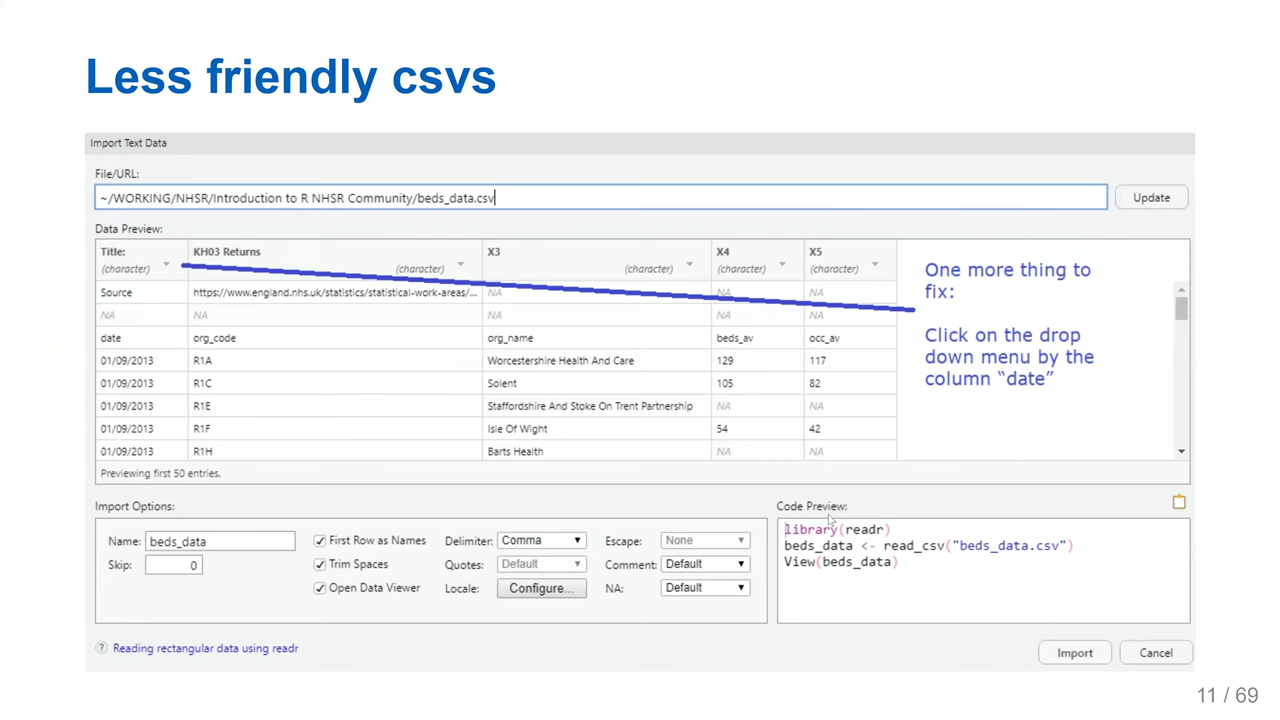 Less friendly csvs
Import Text Data
File/URL:
~/WORKING/NHSR/Introduction to R NHSR Community/beds_data.csv
Update
Data Preview:
Title: KH03 Returns X3 X4 X5
(character) (character) (character) (character) (character)
Source https://www.england.nhs.uk/statistics/statistical-work-areas/... NA NA NA
NA NA NA NA NA
date org_code org_name beds_av occ_av
01/09/2013 R1A Worcestershire Health And Care 129 117
01/09/2013 R1C Solent 105 82
01/09/2013 R1E Staffordshire And Stoke On Trent Partnership NA NA
01/09/2013 R1F Isle Of Wight 54 42
01/09/2013 R1H Barts Health NA NA
Previewing first 50 entries.
One more thing to
fix:
Click on the drop
down menu by the
column “date”
Import Options:
Name: beds_data
Skip: 0
First Row as Names
Trim Spaces
Open Data Viewer
Delimiter: Comma
Quotes: Default
Locale: Configure...
Escape: None
Comment: Default
NA: Default
Code Preview:
library(readr)
beds_data <- read_csv("beds_data.csv")
View(beds_data)
? Reading rectangular data using readr
Import Cancel
11 / 69